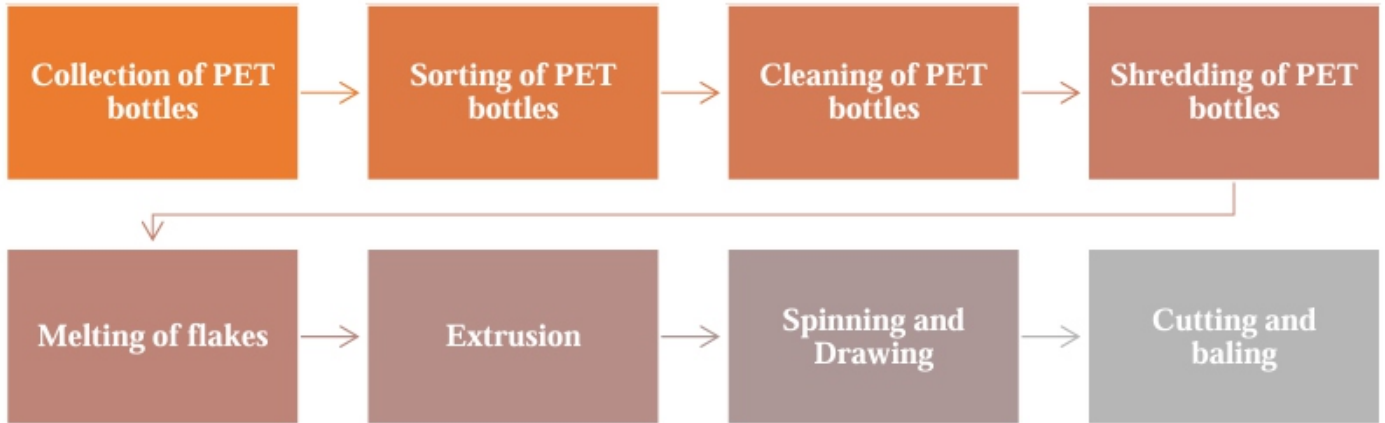 Collection of PET
bottles
Sorting of PET
bottles
Cleaning of PET
bottles
Shredding of PET
bottles
Melting of flakes
Extrusion
Spinning and
Drawing
Cutting and
baling